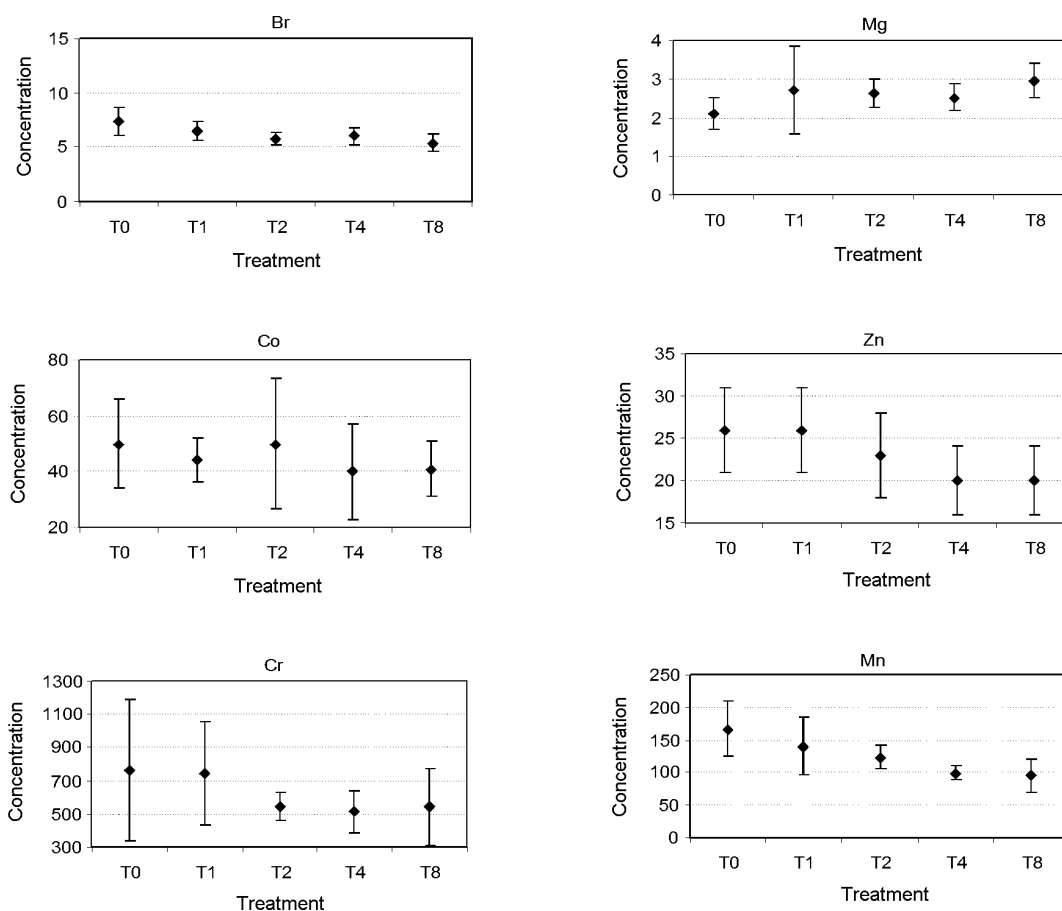 Br
15
10
5
0
Concentration
T0 T1 T2 T4 T8
Treatment
Mg
4
3
2
1
0
Concentration
T0 T1 T2 T4 T8
Treatment
Co
80
60
40
20
Concentration
T0 T1 T2 T4 T8
Treatment
Zn
35
30
25
20
15
Concentration
T0 T1 T2 T4 T8
Treatment
Cr
1300
1100
900
700
500
300
Concentration
T0 T1 T2 T4 T8
Treatment
Mn
250
200
150
100
50
0
Concentration
T0 T1 T2 T4 T8
Treatment